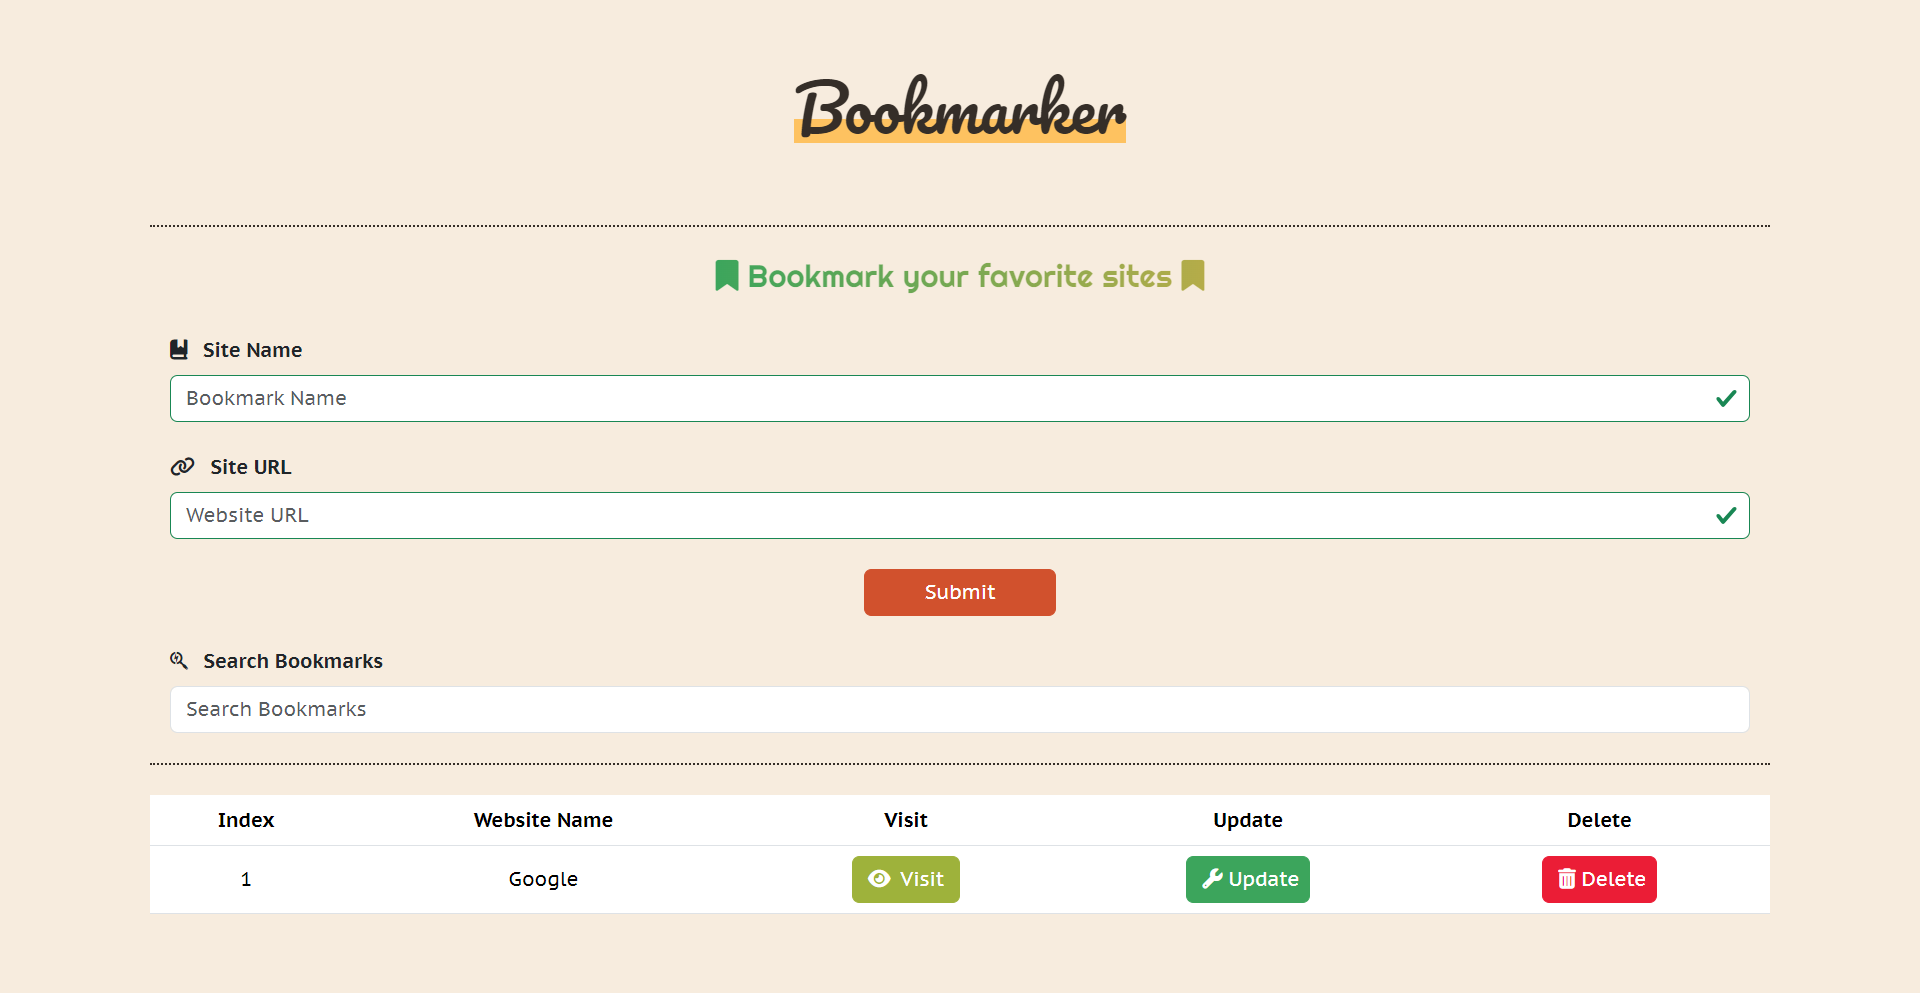 Bookmarker
Bookmark your favorite sites
Site Name
Bookmark Name
Site URL
Website URL
Submit
Search Bookmarks
Search Bookmarks
Index Website Name Visit Update Delete
1 Google Visit Update Delete